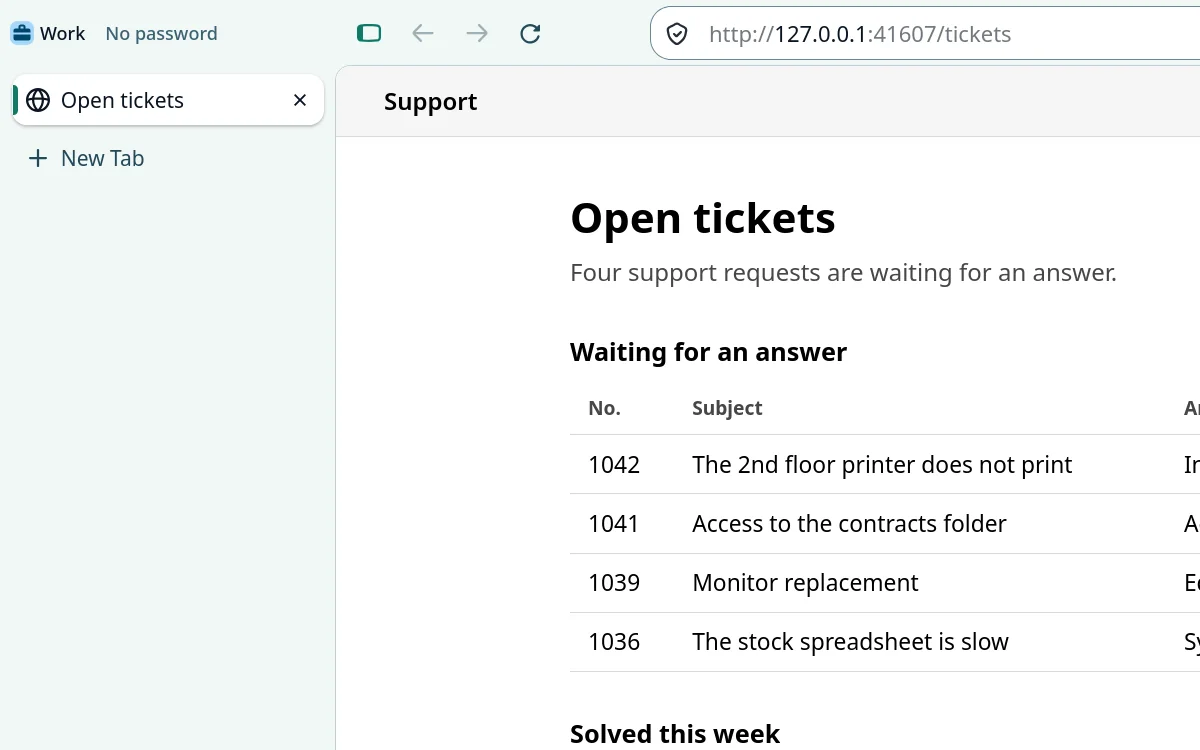 Work No password
http://127.0.0.1:41607/tickets
Open tickets
New Tab
Support
Open tickets
Four support requests are waiting for an answer.
Waiting for an answer
No. Subject
1042 The 2nd floor printer does not print
1041 Access to the contracts folder
1039 Monitor replacement
1036 The stock spreadsheet is slow
Solved this week